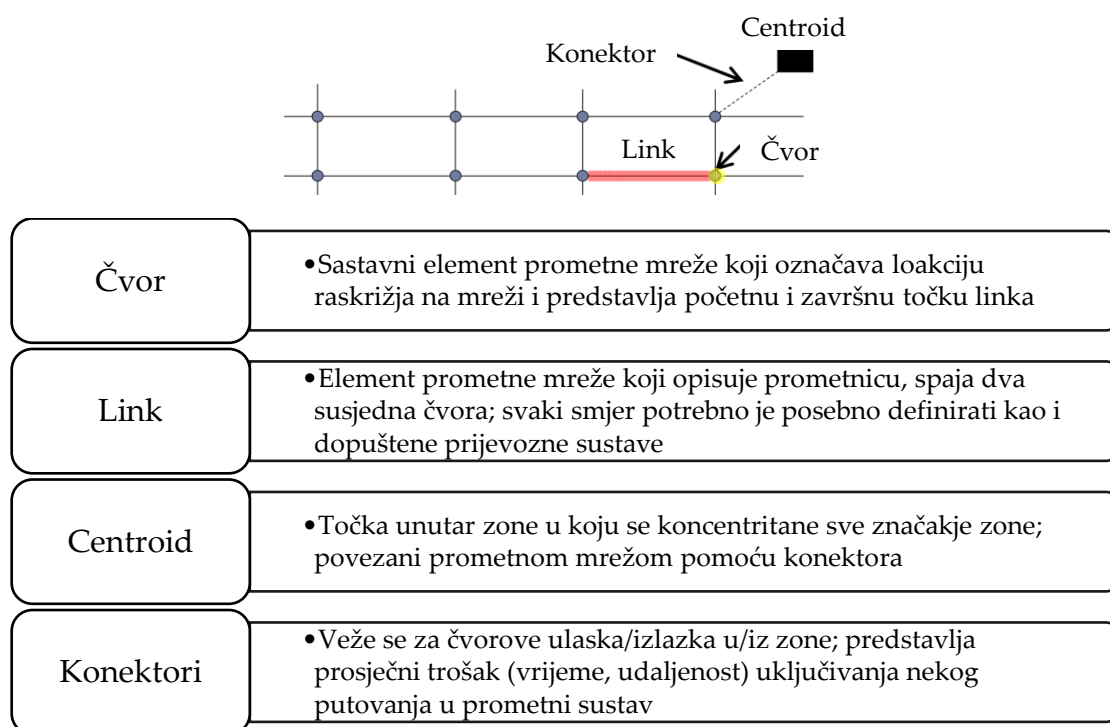 Centroid
Konektor
Link
Čvor
Čvor
•Sastavni element prometne mreže koji označava loakciju
raskrižja na mreži i predstavlja početnu i završnu točku linka
Link
•Element prometne mreže koji opisuje prometnicu, spaja dva
susjedna čvora; svaki smjer potrebno je posebno definirati kao i
dopuštene prijevozne sustave
Centroid
•Točka unutar zone u koju se koncentritane sve značakje zone;
povezani prometnom mrežom pomoću konektora
Konektori
•Veže se za čvorove ulaska/izlazka u/iz zone; predstavlja
prosječni trošak (vrijeme, udaljenost) uključivanja nekog
putovanja u prometni sustav